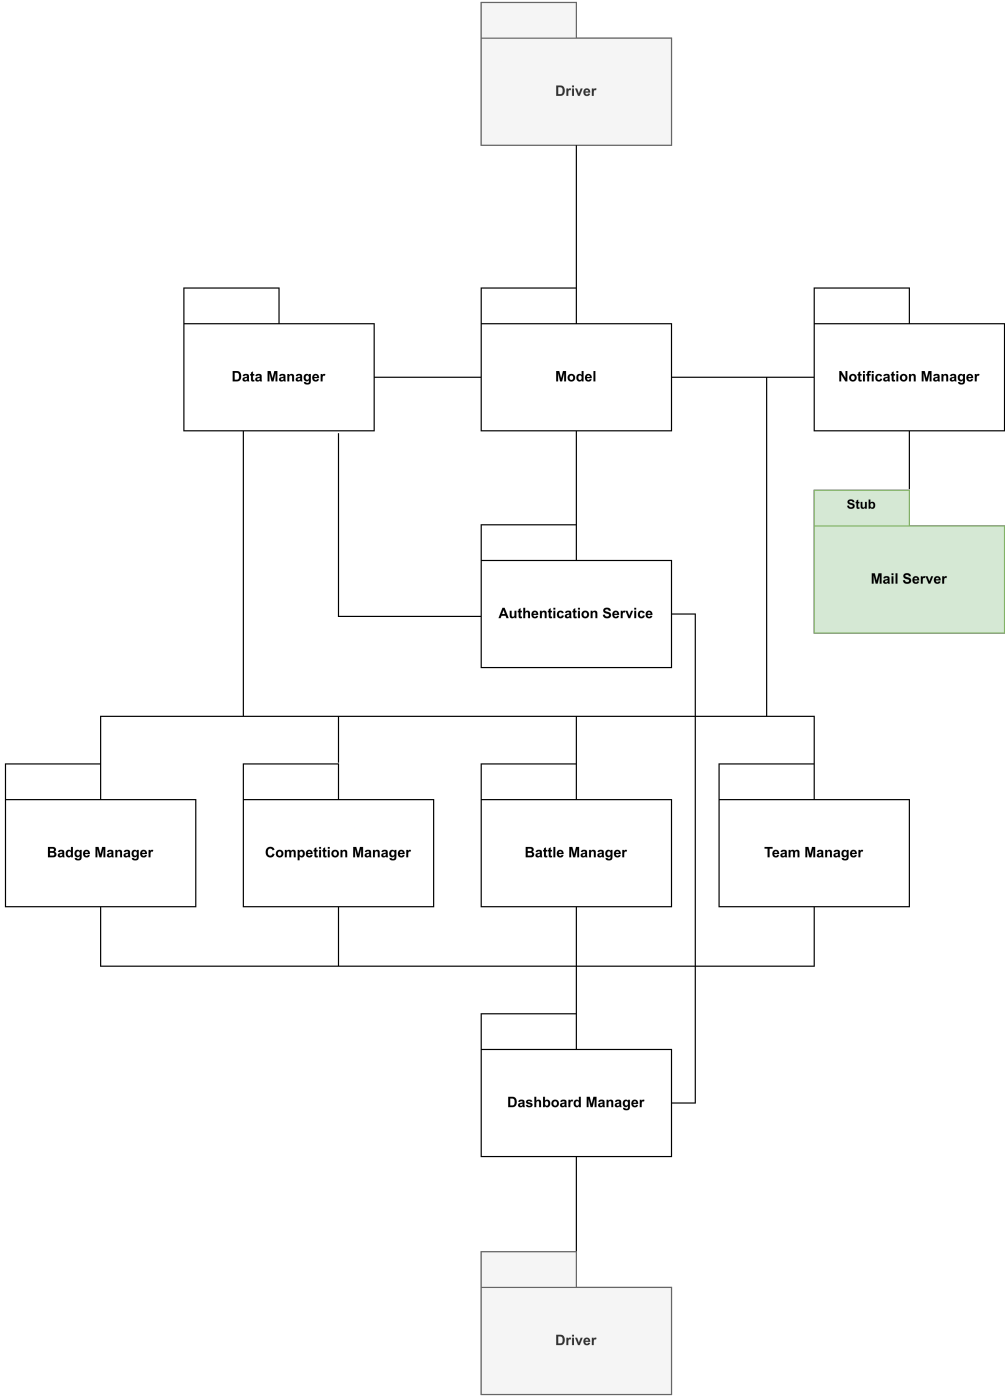 Driver
Data Manager
Model
Notification Manager
Stub
Mail Server
Authentication Service
Badge Manager
Competition Manager
Battle Manager
Team Manager
Dashboard Manager
Driver